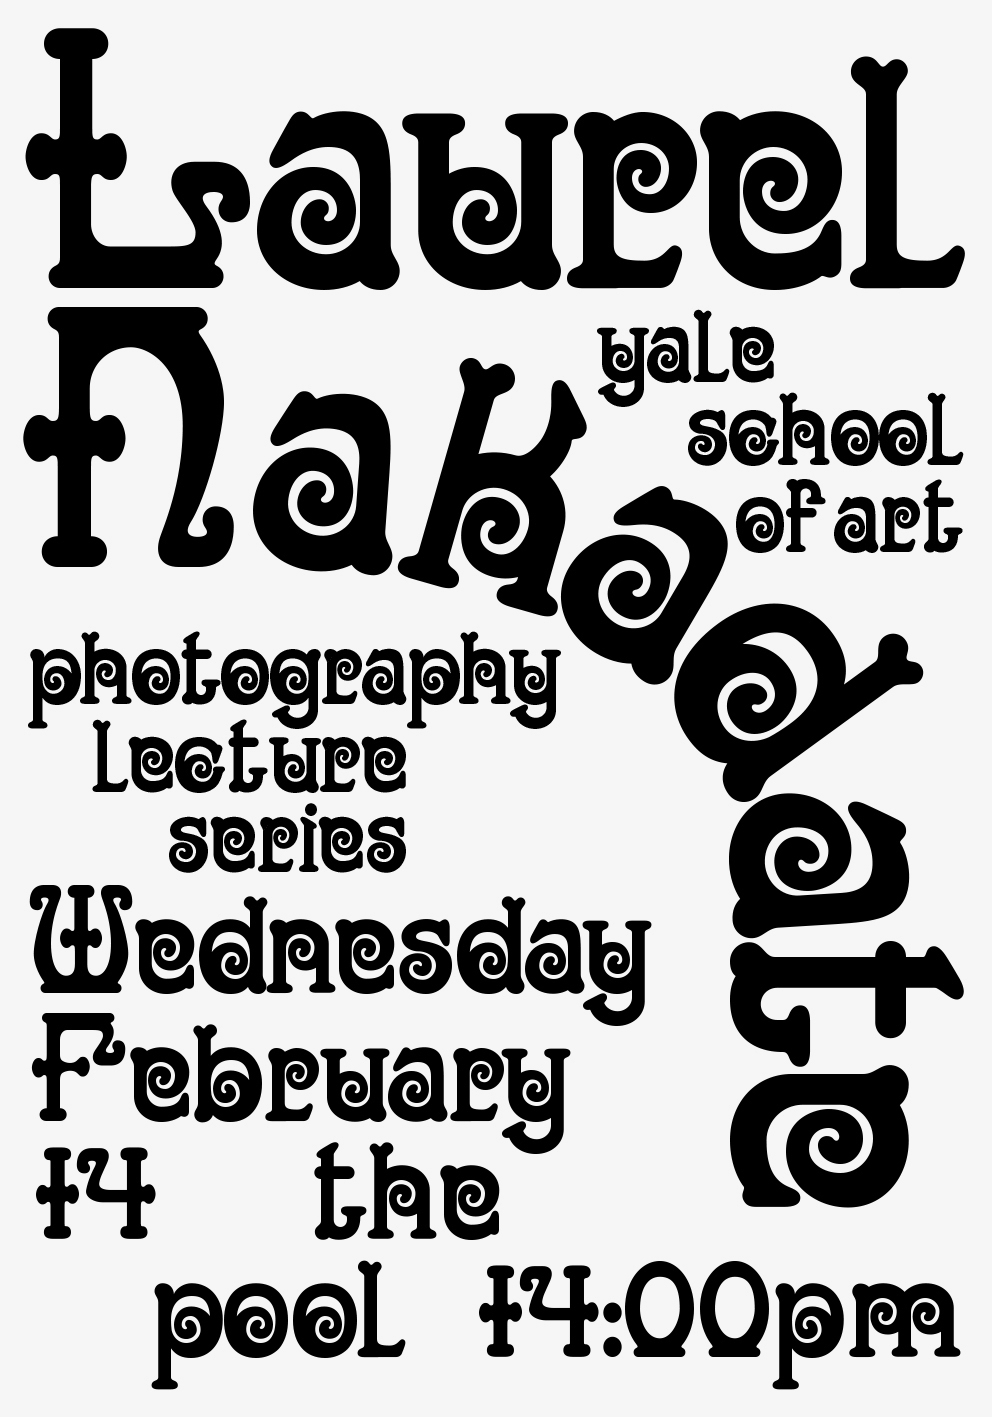 Laurel
Nakadate
yale
school
of art
photography
lecture
series
Wednesday
February
14 the
pool 14:00pm